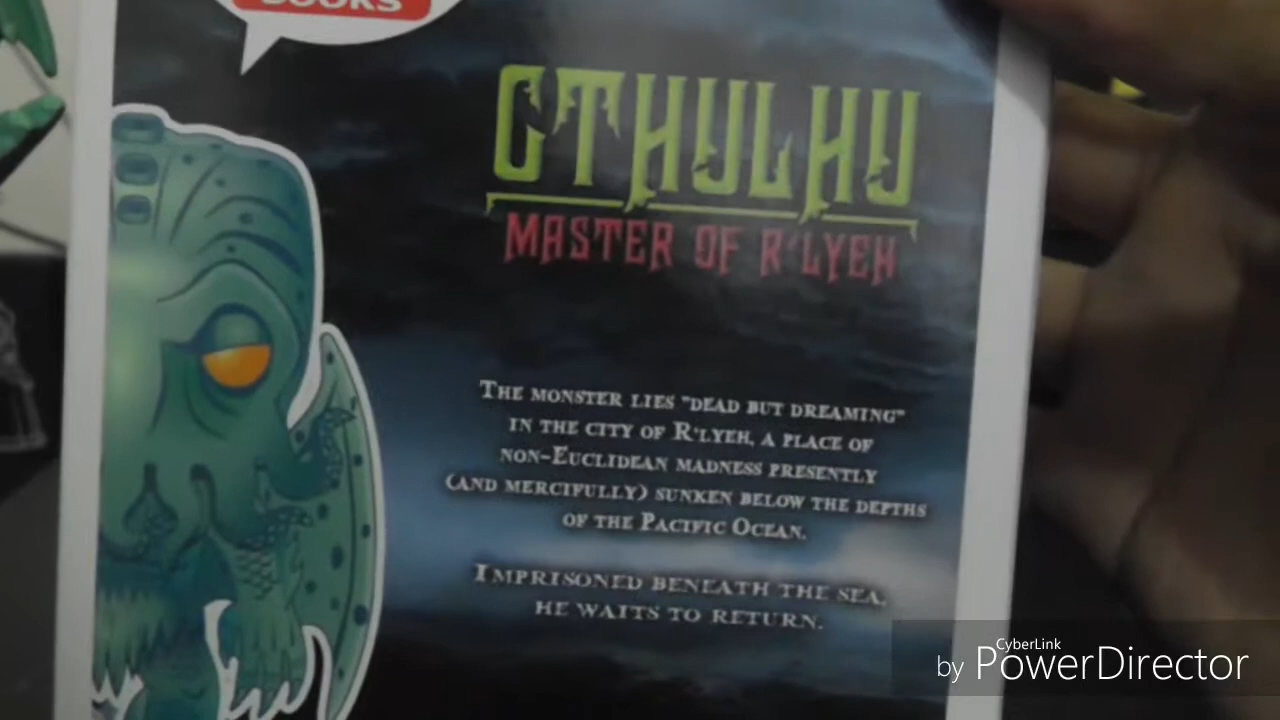 BOOKS
CTHULHU
MASTER OF R'LYEH
THE MONSTER LIES "DEAD BUT DREAMING"
IN THE CITY OF R'LYEH, A PLACE OF
NON-EUCLIDEAN MADNESS PRESENTLY
(AND MERCIFULLY) SUNKEN BELOW THE DEPTHS
OF THE PACIFIC OCEAN.
IMPRISONED BENEATH THE SEA,
HE WAITS TO RETURN.
CyberLink
by PowerDirector